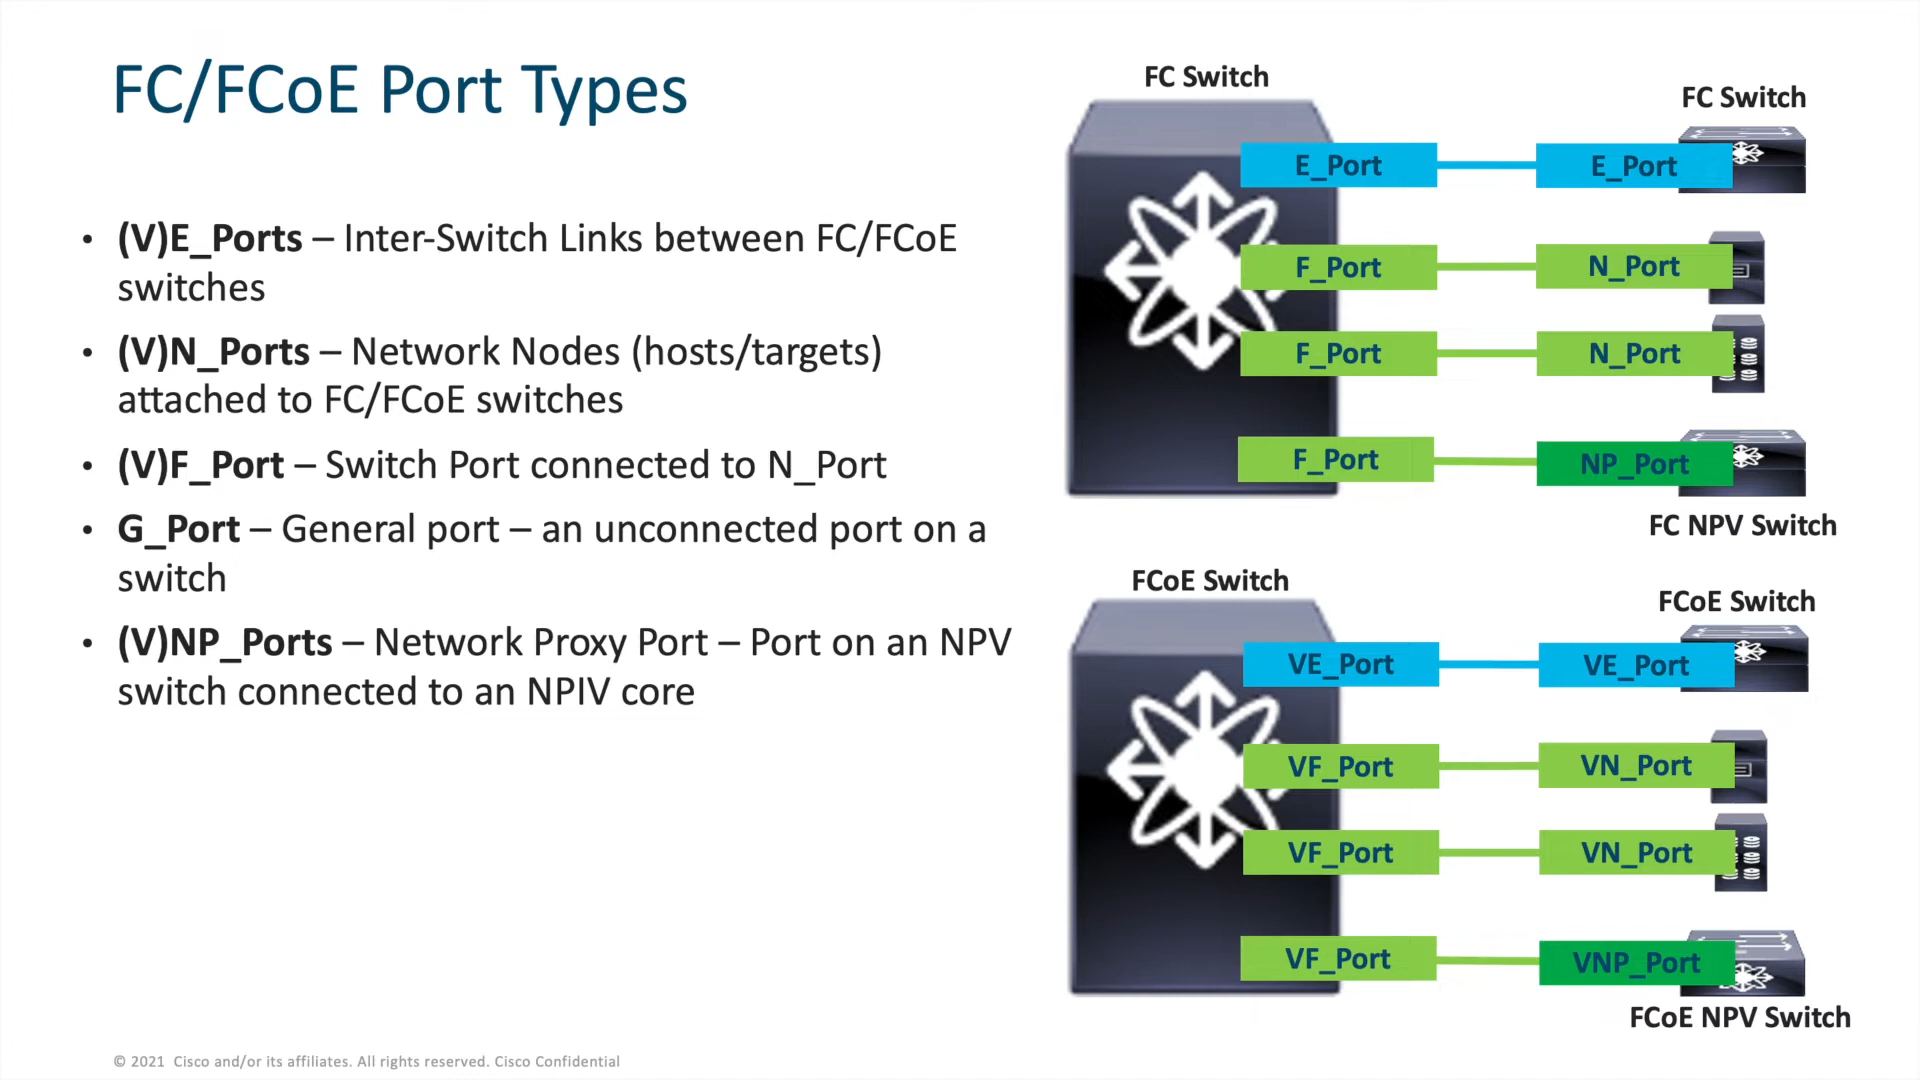 FC/FCoE Port Types
• (V)E_Ports – Inter-Switch Links between FC/FCoE
switches
• (V)N_Ports – Network Nodes (hosts/targets)
attached to FC/FCoE switches
• (V)F_Port – Switch Port connected to N_Port
• G_Port – General port – an unconnected port on a
switch
• (V)NP_Ports – Network Proxy Port – Port on an NPV
switch connected to an NPIV core
FC Switch
FC Switch
E_Port
E_Port
F_Port
N_Port
F_Port
N_Port
F_Port
NP_Port
FC NPV Switch
FCoE Switch
FCoE Switch
VE_Port
VE_Port
VF_Port
VN_Port
VF_Port
VN_Port
VF_Port
VNP_Port
FCoE NPV Switch
© 2021 Cisco and/or its affiliates. All rights reserved. Cisco Confidential